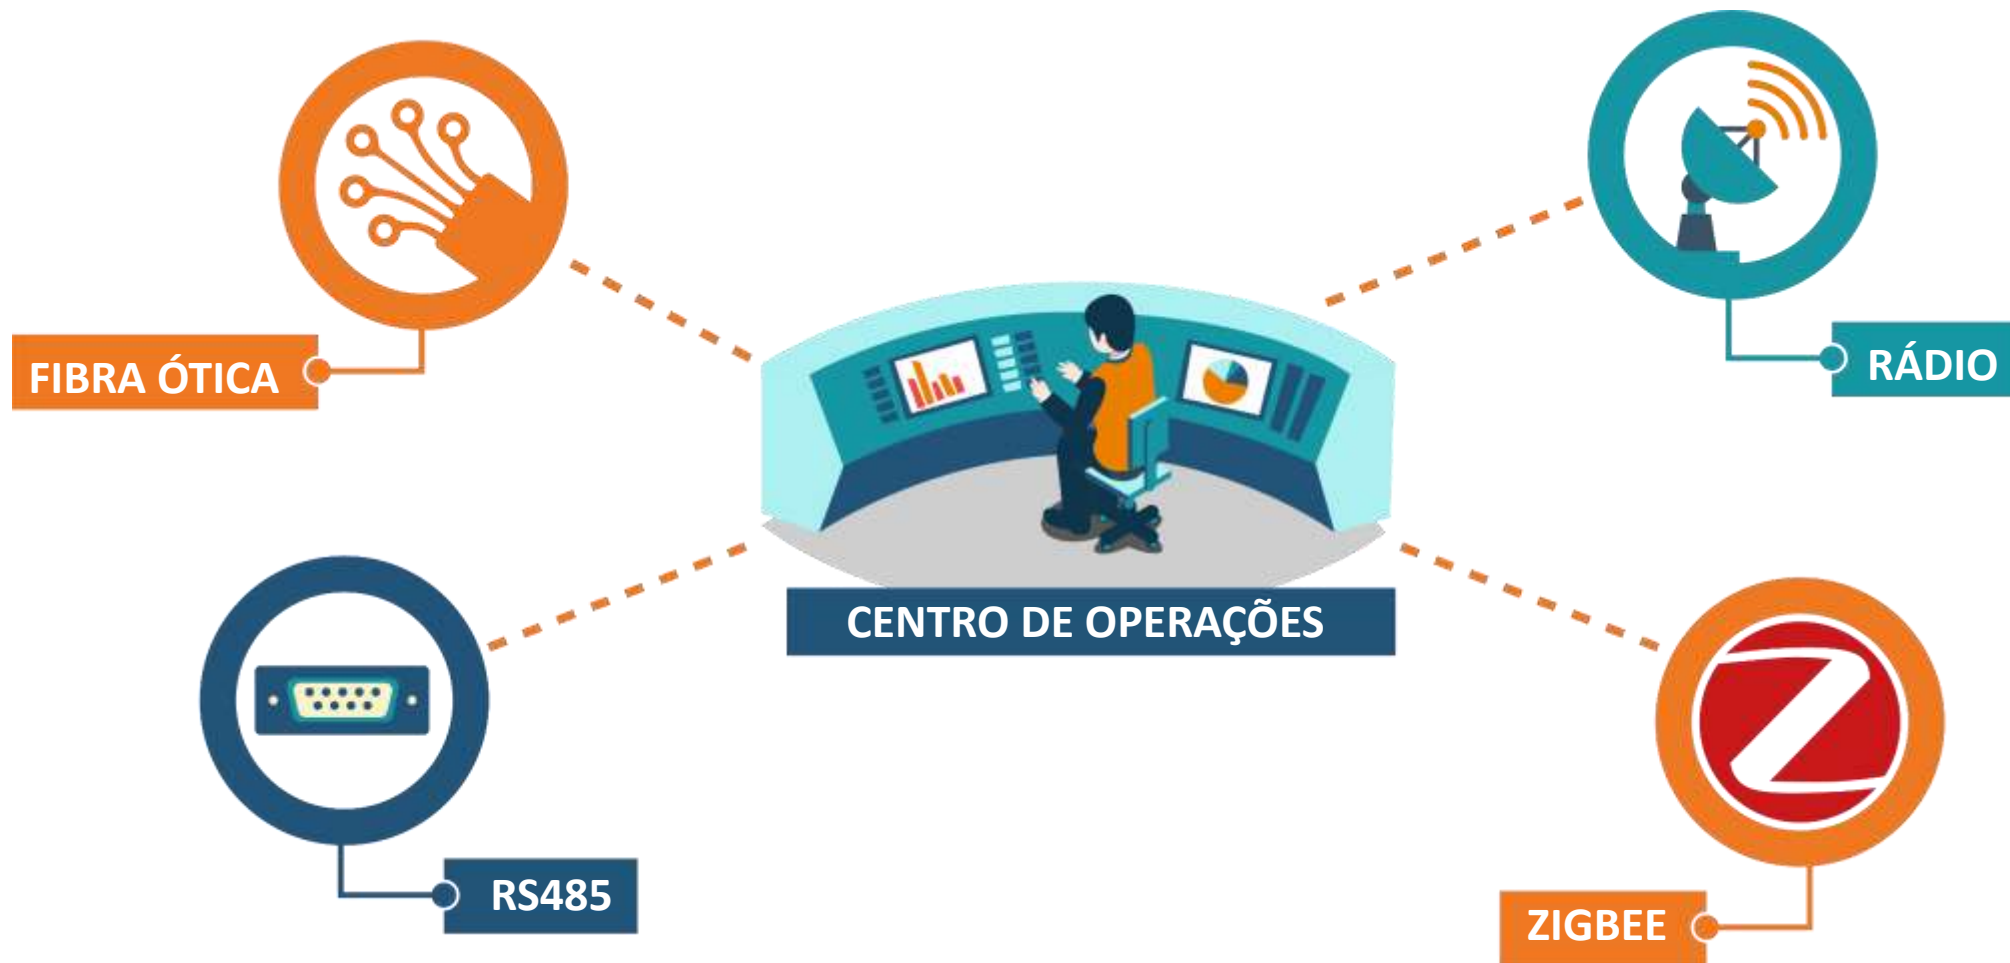 FIBRA ÓTICA
RÁDIO
CENTRO DE OPERAÇÕES
RS485
ZIGBEE